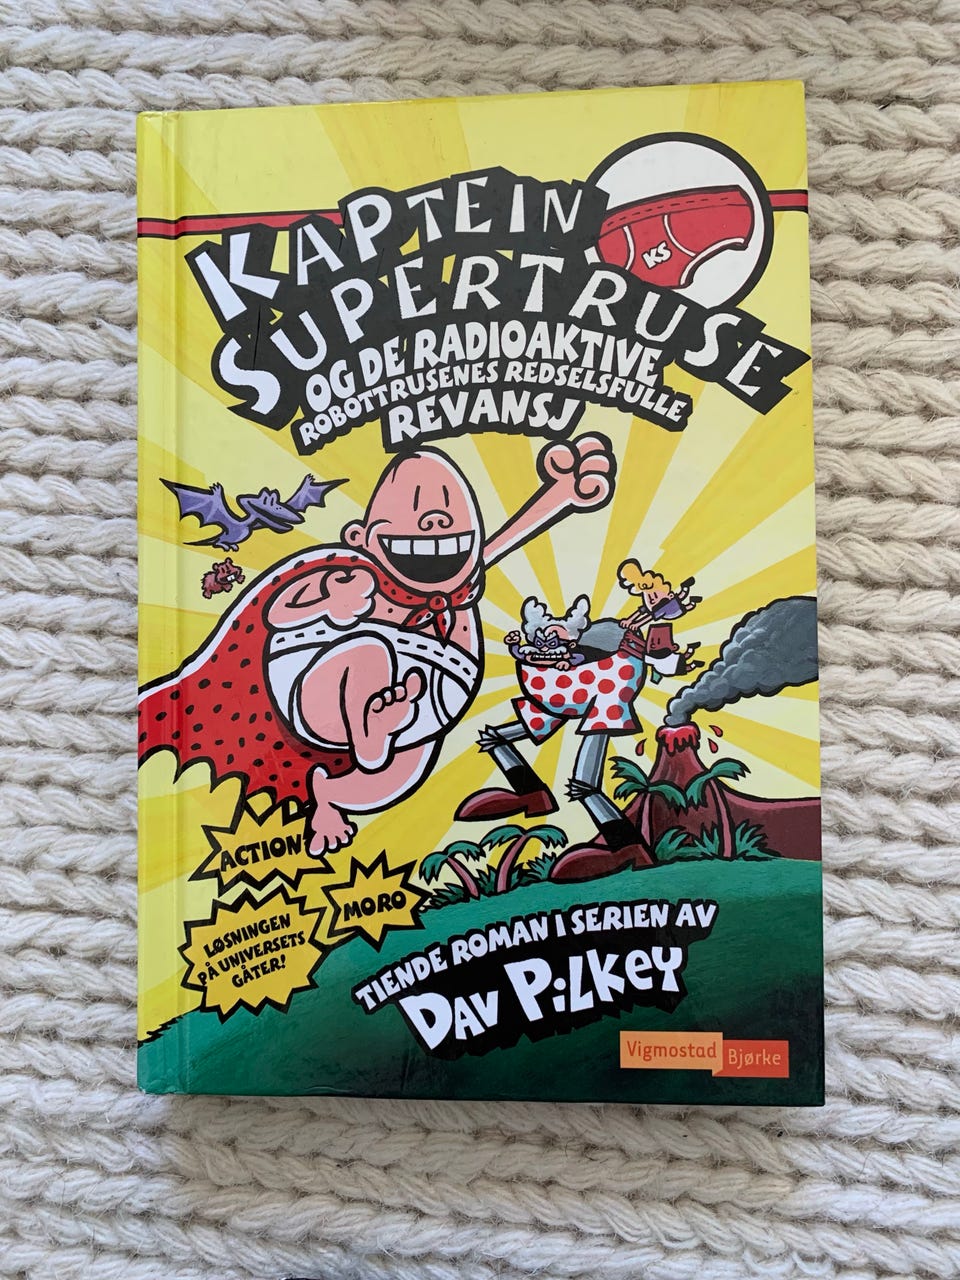 KAPTEIN
KS
SUPERTRUSE
OG DE RADIOAKTIVE
ROBOTTRUSENES REDSELSFULLE
REVANSJ
ACTION
MORO
LØSNINGEN
PÅ UNIVERSETS
GÅTER!
TIENDE ROMAN I SERIEN AV
DAV PiLKEY
Vigmostad
Bjørke